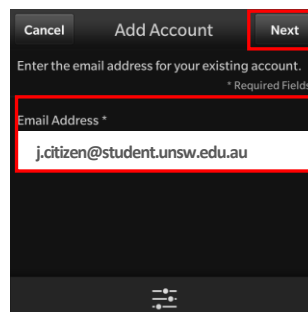 Cancel Add Account Next
Enter the email address for your existing account.
* Required Fields
Email Address *
j.citizen@student.unsw.edu.au